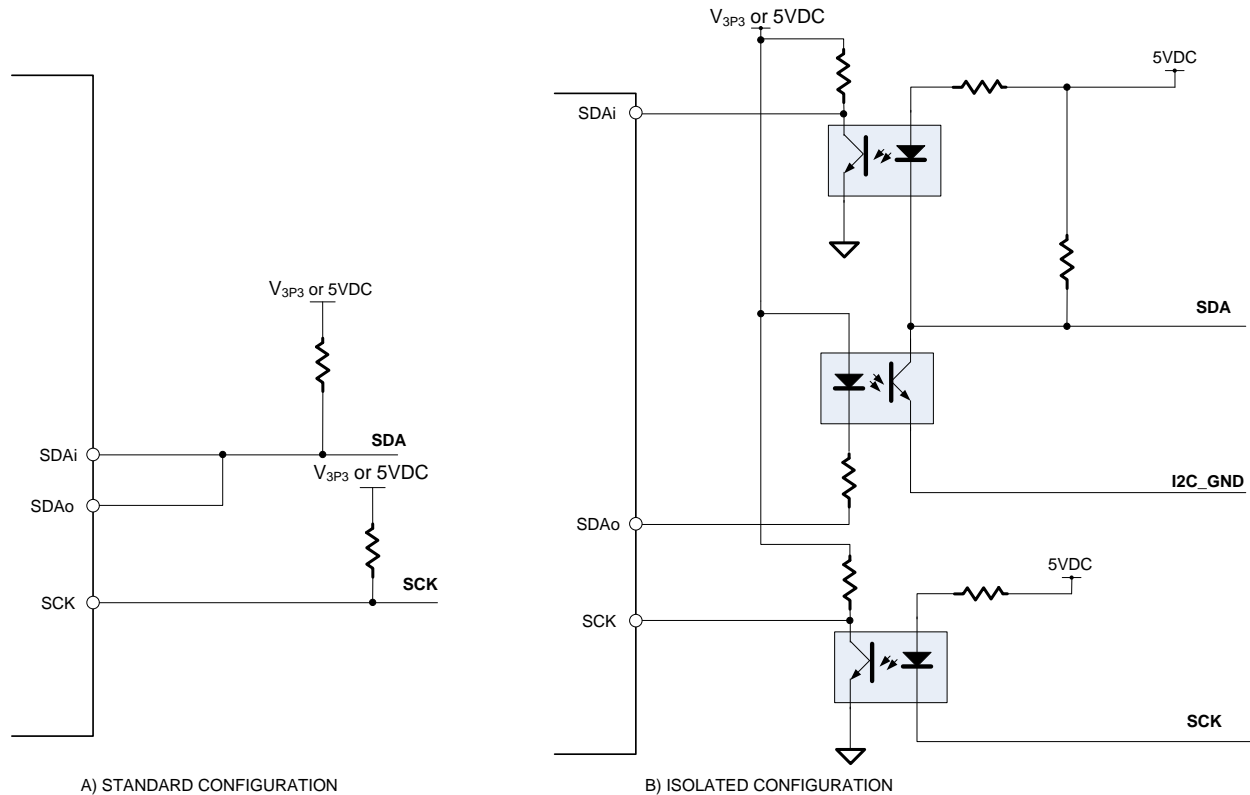 V3P3 or 5VDC
SDAi
SDAo
SDA
V3P3 or 5VDC
SCK
SCK
A) STANDARD CONFIGURATION
V3P3 or 5VDC
5VDC
SDAi
SDA
I2C_GND
SDAo
5VDC
SCK
SCK
B) ISOLATED CONFIGURATION